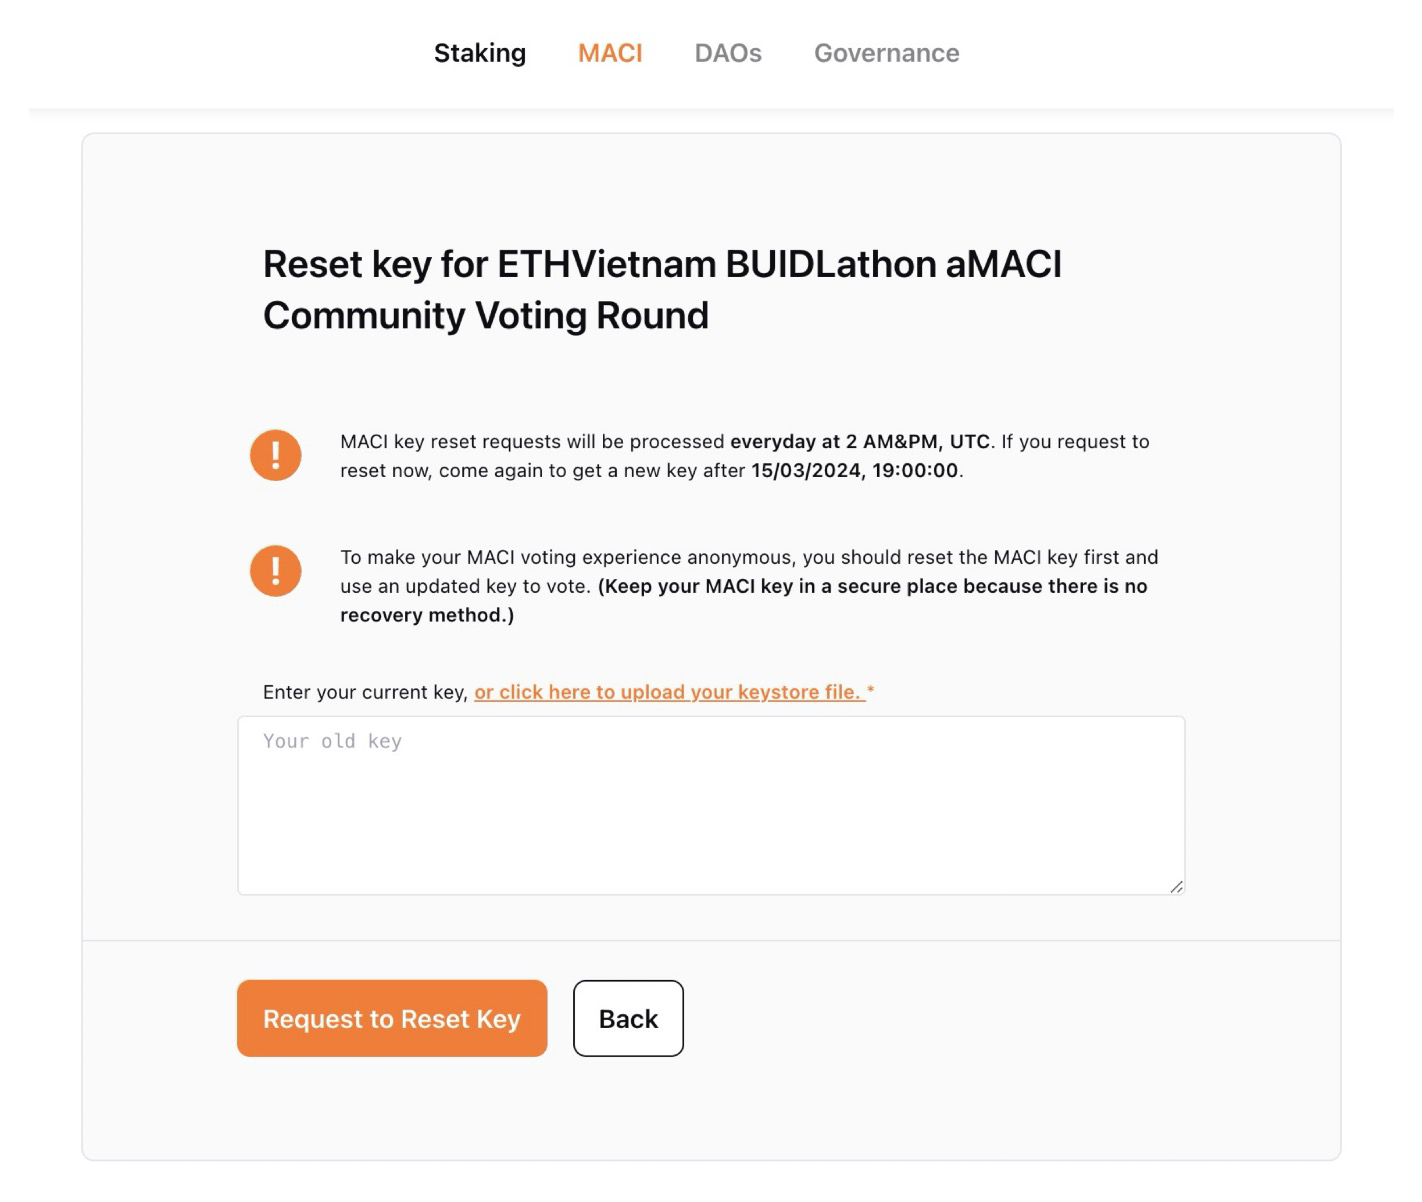 Staking MACI DAOs Governance
Reset key for ETHVietnam BUIDLathon aMACI
Community Voting Round
MACI key reset requests will be processed everyday at 2 AM&PM, UTC. If you request to
reset now, come again to get a new key after 15/03/2024, 19:00:00.
To make your MACI voting experience anonymous, you should reset the MACI key first and
use an updated key to vote. (Keep your MACI key in a secure place because there is no
recovery method.)
Enter your current key, or click here to upload your keystore file. *
Your old key
Request to Reset Key Back